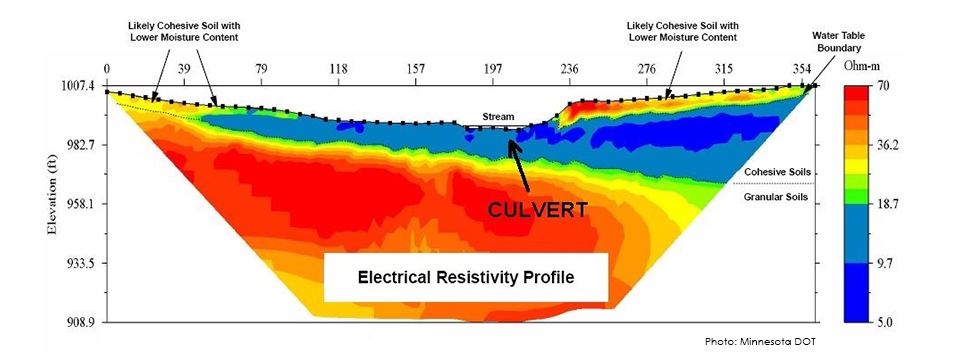 Likely Cohesive Soil with
Lower Moisture Content
Likely Cohesive Soil with
Lower Moisture Content
Water Table
Boundary
0 39 79 118 157 197 236 276 315 354
Ohm-m
1007.4
982.7
958.1
933.5
908.9
Elevation (ft)
Stream
CULVERT
Cohesive Soils
Granular Soils
Electrical Resistivity Profile
70
36.2
18.7
9.7
5.0
Photo: Minnesota DOT